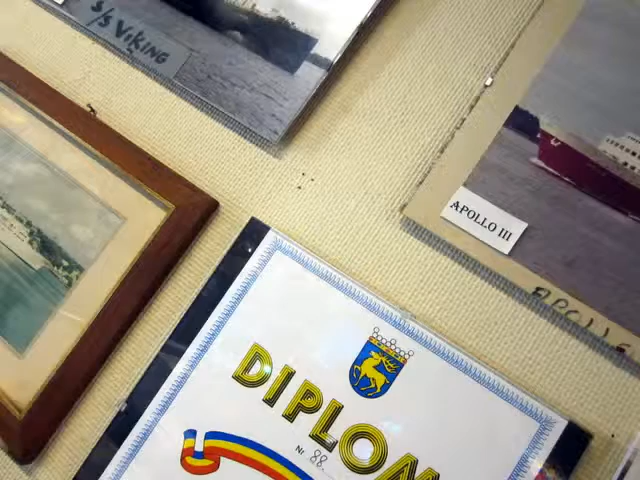 S/S VIKING
APOLLO III
APOLLO
DIPLOM
Nr 88